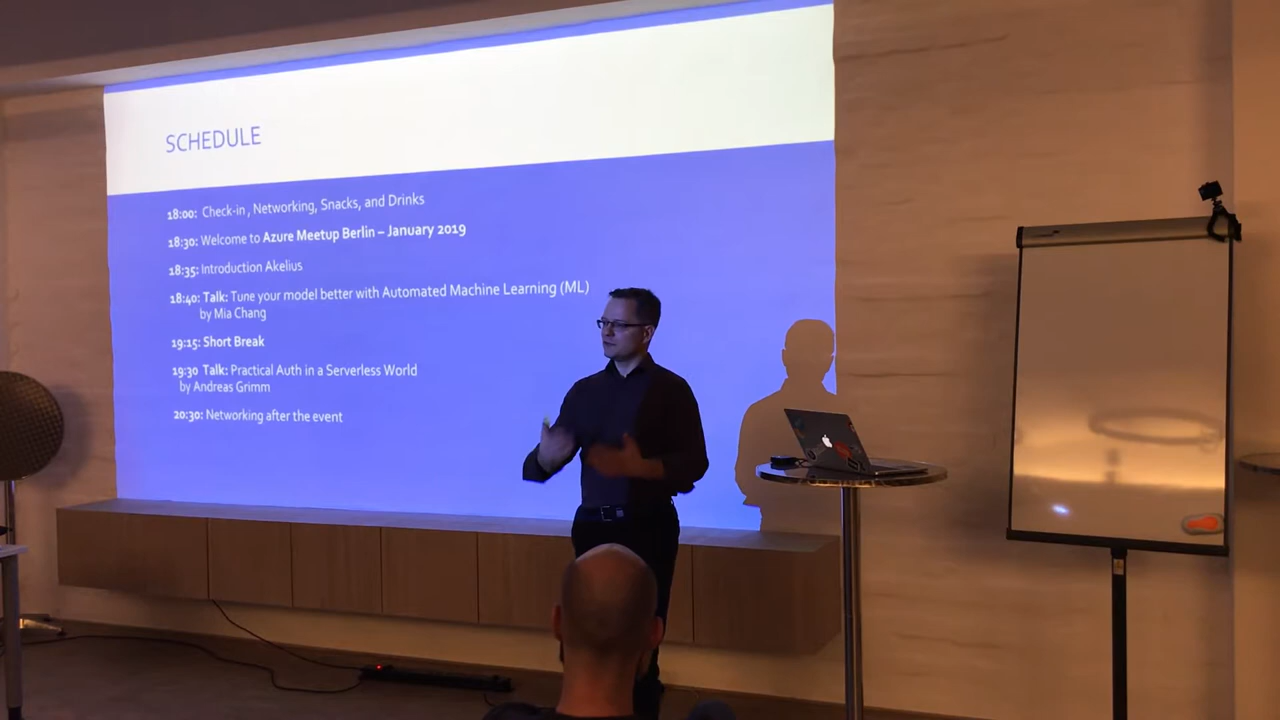 SCHEDULE
18:00: Check-in , Networking, Snacks, and Drinks
18:30: Welcome to Azure Meetup Berlin – January 2019
18:35: Introduction Akelius
18:40: Talk: Tune your model better with Automated Machine Learning (ML)
by Mia Chang
19:15: Short Break
19:30 Talk: Practical Auth in a Serverless World
by Andreas Grimm
20:30: Networking after the event